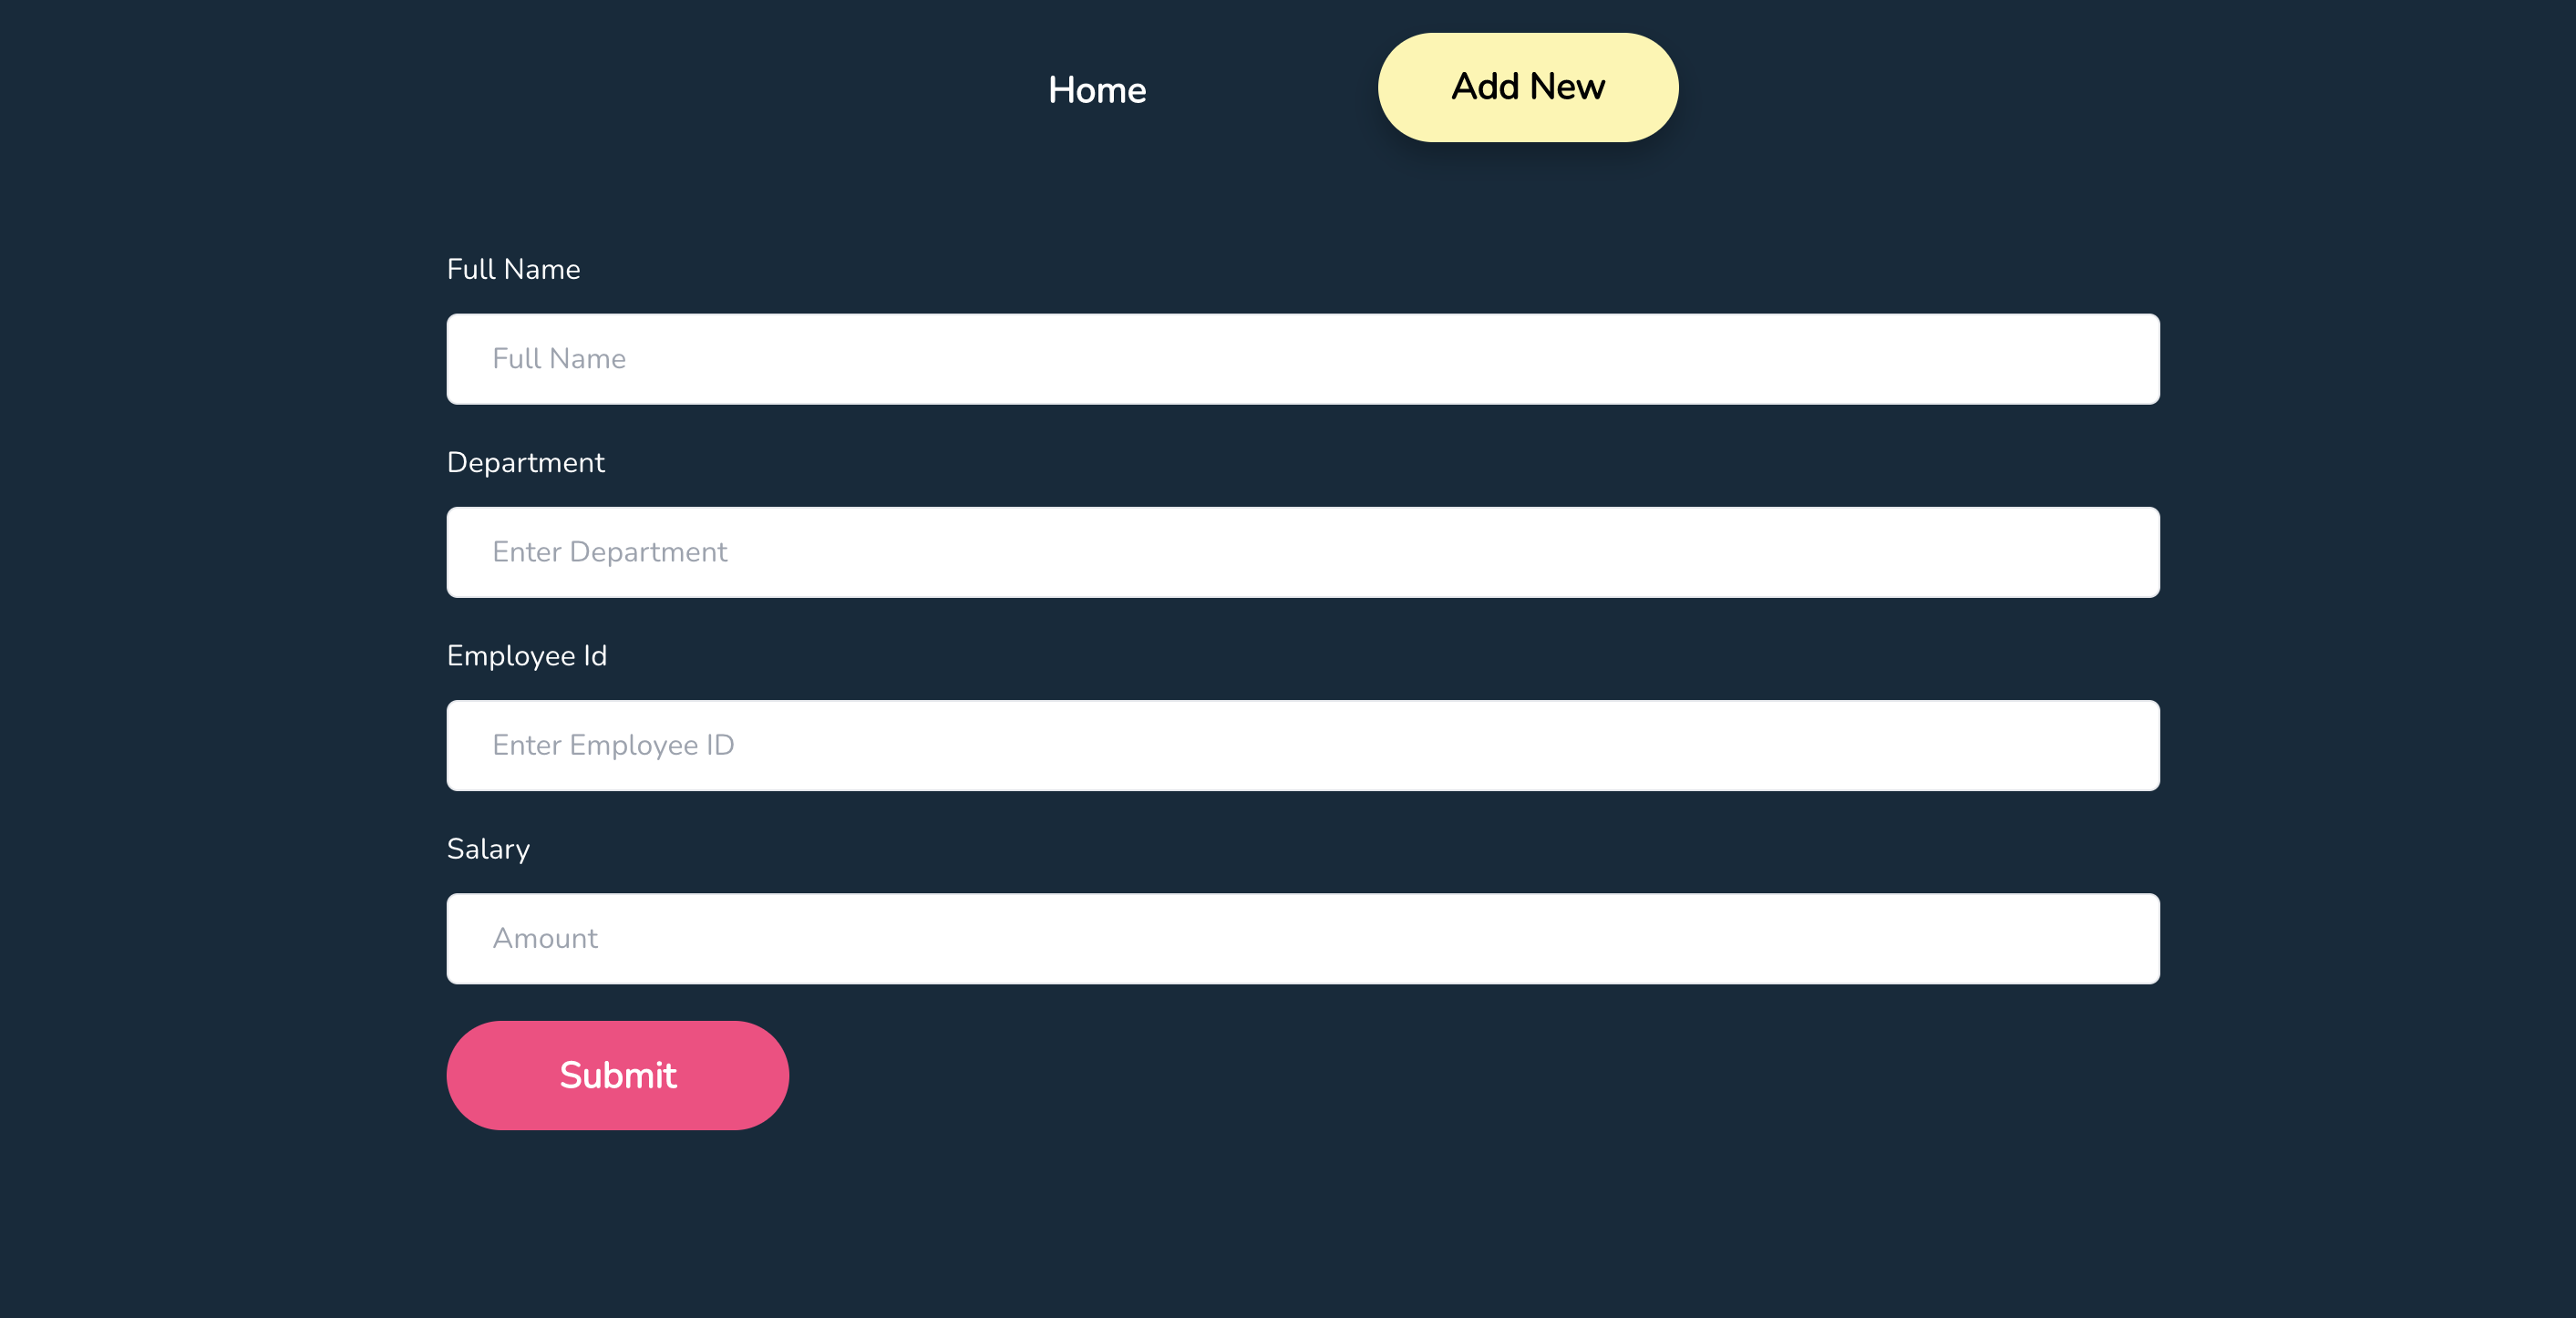 Home
Add New
Full Name
Full Name
Department
Enter Department
Employee Id
Enter Employee ID
Salary
Amount
Submit